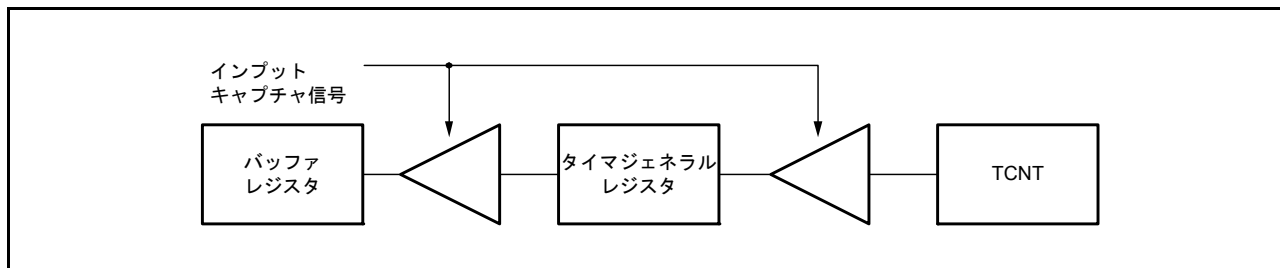 インプット
キャプチャ信号
バッファ
レジスタ
タイマジェネラル
レジスタ
TCNT